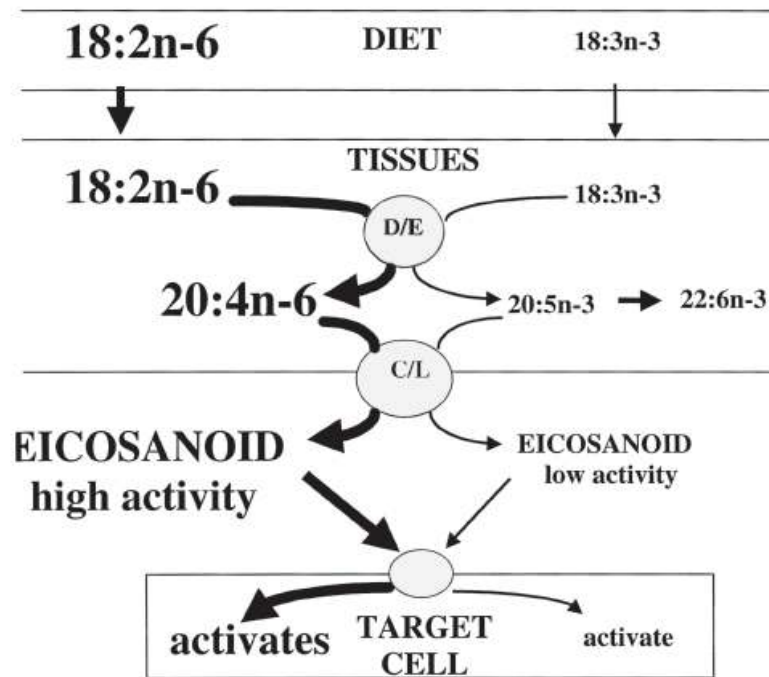 18:2n-6 DIET 18:3n-3
TISSUES
18:2n-6 18:3n-3
D/E
20:4n-6 20:5n-3 22:6n-3
C/L
EICOSANOID EICOSANOID
high activity low activity
activates TARGET activate
CELL